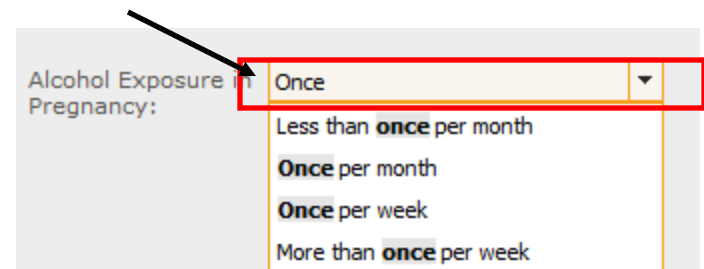 Alcohol Exposure in
Pregnancy:
Once
Less than once per month
Once per month
Once per week
More than once per week